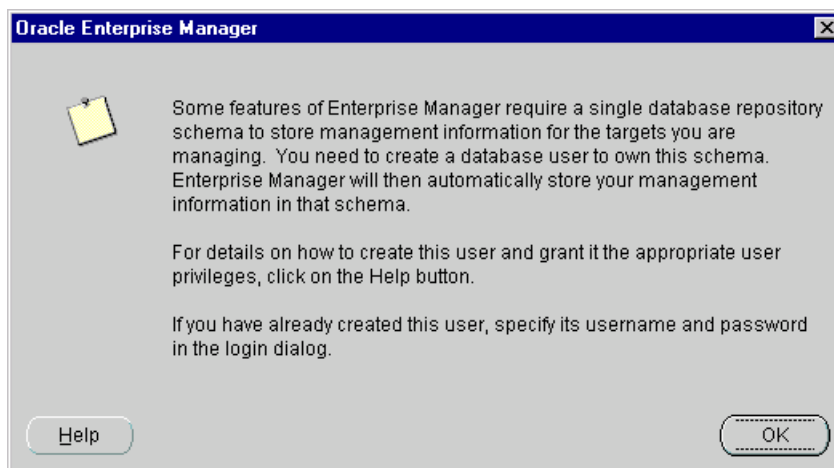 Oracle Enterprise Manager
Some features of Enterprise Manager require a single database repository
schema to store management information for the targets you are
managing. You need to create a database user to own this schema.
Enterprise Manager will then automatically store your management
information in that schema.
For details on how to create this user and grant it the appropriate user
privileges, click on the Help button.
If you have already created this user, specify its username and password
in the login dialog.
Help
OK